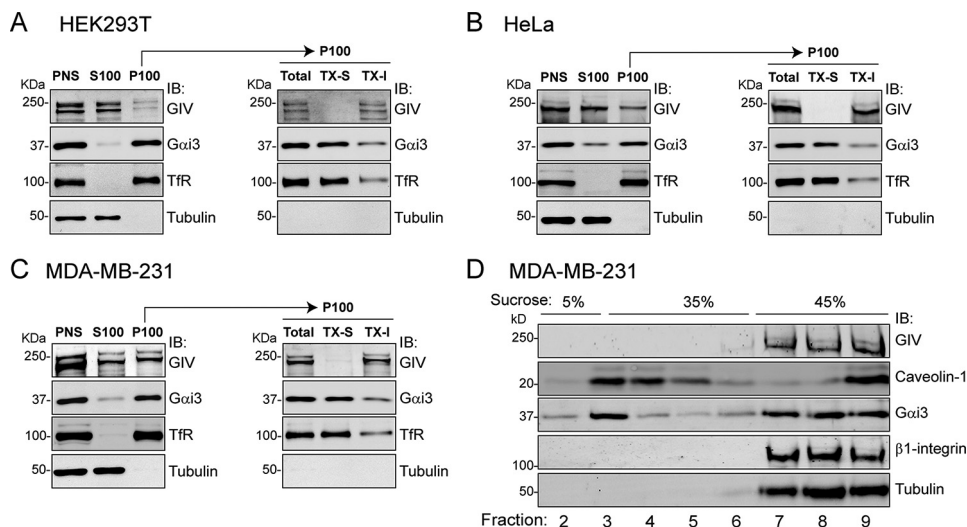 A HEK293T
P100
PNS S100 P100 Total TX-S TX-I
KDa IB: KDa IB:
250 GIV 250 GIV
37 Gαi3 37 Gαi3
100 TfR 100 TfR
50 Tubulin 50 Tubulin
B HeLa
P100
PNS S100 P100 Total TX-S TX-I
KDa IB: KDa IB:
250 GIV 250 GIV
37 Gαi3 37 Gαi3
100 TfR 100 TfR
50 Tubulin 50 Tubulin
C MDA-MB-231
P100
PNS S100 P100 Total TX-S TX-I
KDa IB: KDa IB:
250 GIV 250 GIV
37 Gαi3 37 Gαi3
100 TfR 100 TfR
50 Tubulin 50 Tubulin
D MDA-MB-231
Sucrose: 5% 35% 45%
kD IB:
250 GIV
20 Caveolin-1
37 Gαi3
100 β1-integrin
50 Tubulin
Fraction: 2 3 4 5 6 7 8 9